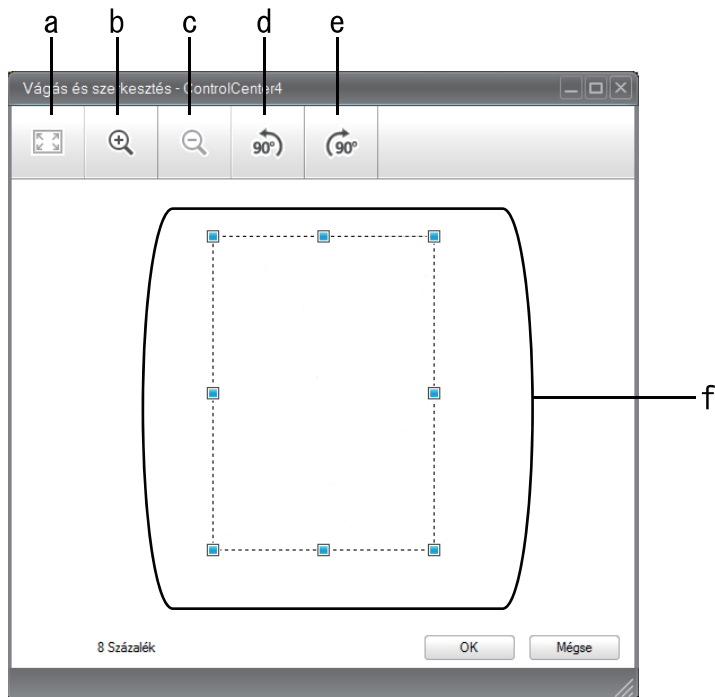 a b c d e
Vágás és szerkesztés - ControlCenter4
90° 90°
f
8 Százalék OK Mégse